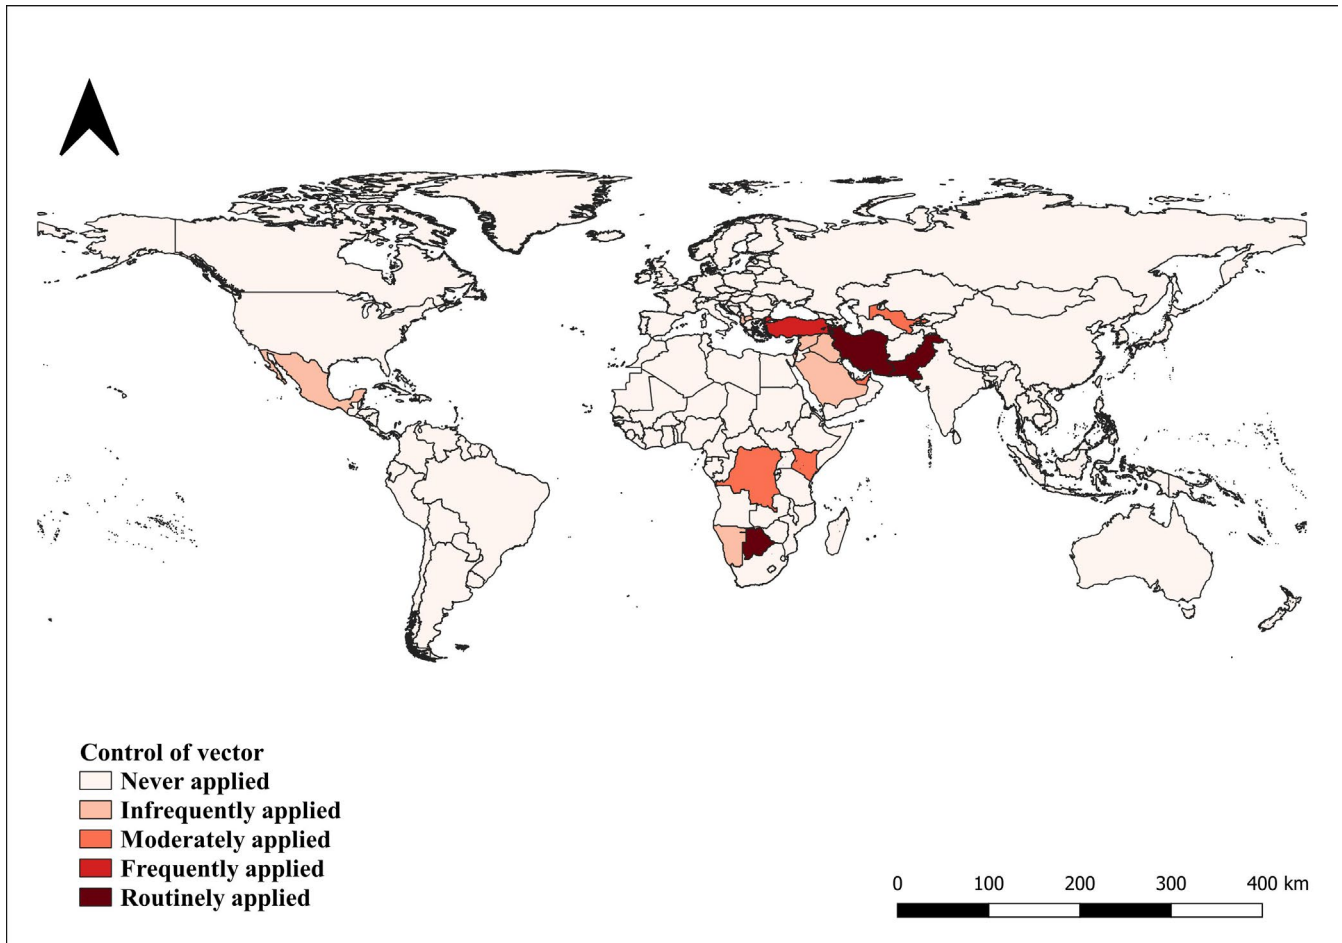 Control of vector
Never applied
Infrequently applied
Moderately applied
Frequently applied
Routinely applied
0 100 200 300 400 km